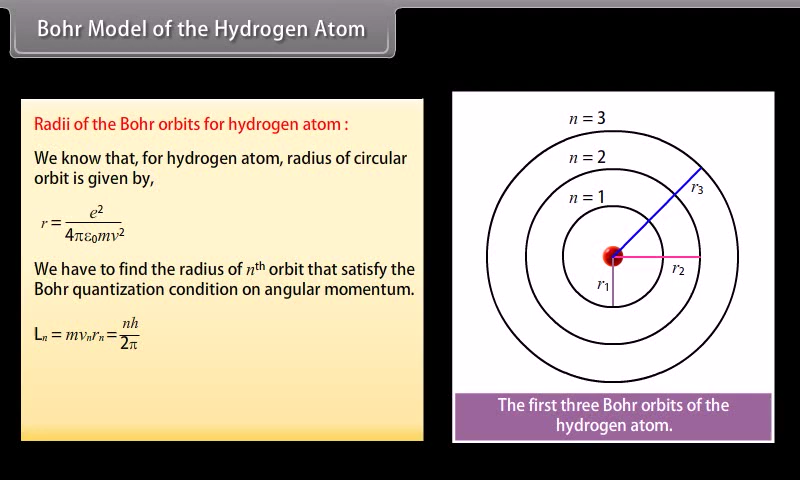 Bohr Model of the Hydrogen Atom
Radii of the Bohr orbits for hydrogen atom :
We know that, for hydrogen atom, radius of circular
orbit is given by,
r = e²/4πε₀mv²
We have to find the radius of nᵗʰ orbit that satisfy the
Bohr quantization condition on angular momentum.
Lₙ = mvₙrₙ = nh/2π
n = 3
n = 2
n = 1
r₃
r₂
r₁
The first three Bohr orbits of the
hydrogen atom.